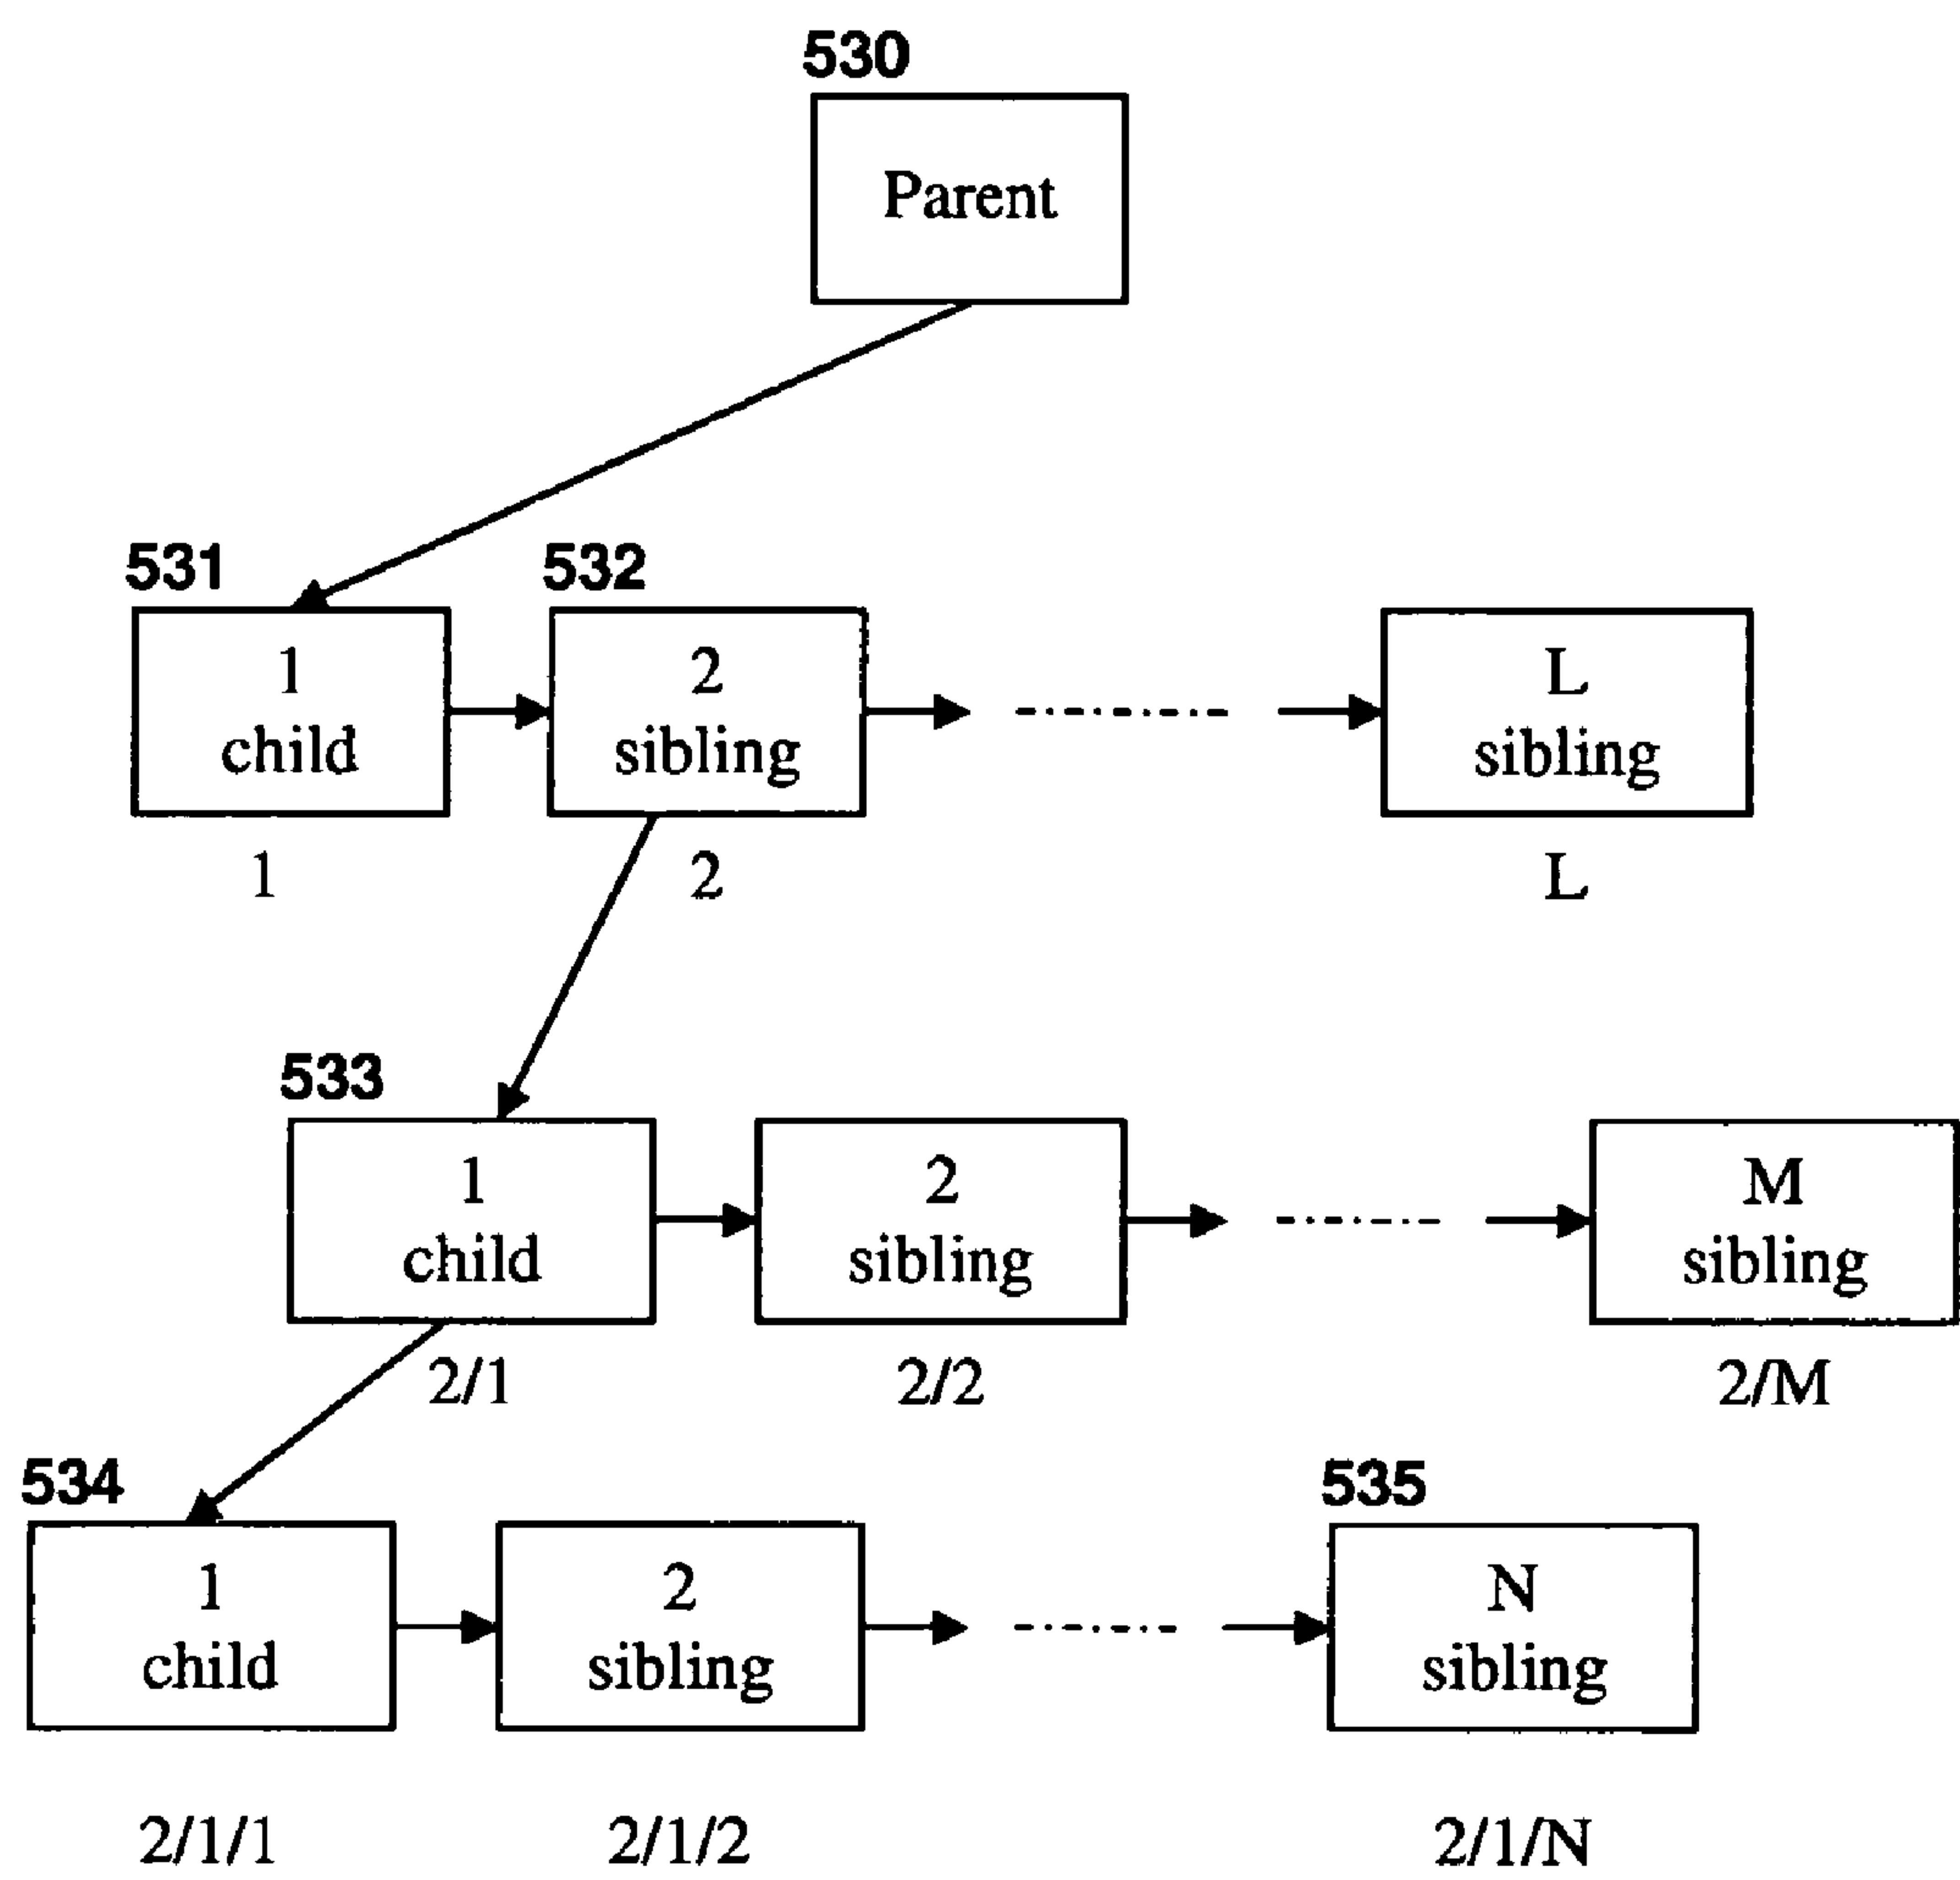 530
Parent
531
532
1
child
2
sibling
L
sibling
1
2
L
533
1
child
2
sibling
M
sibling
2/1
2/2
2/M
534
535
1
child
2
sibling
N
sibling
2/1/1
2/1/2
2/1/N